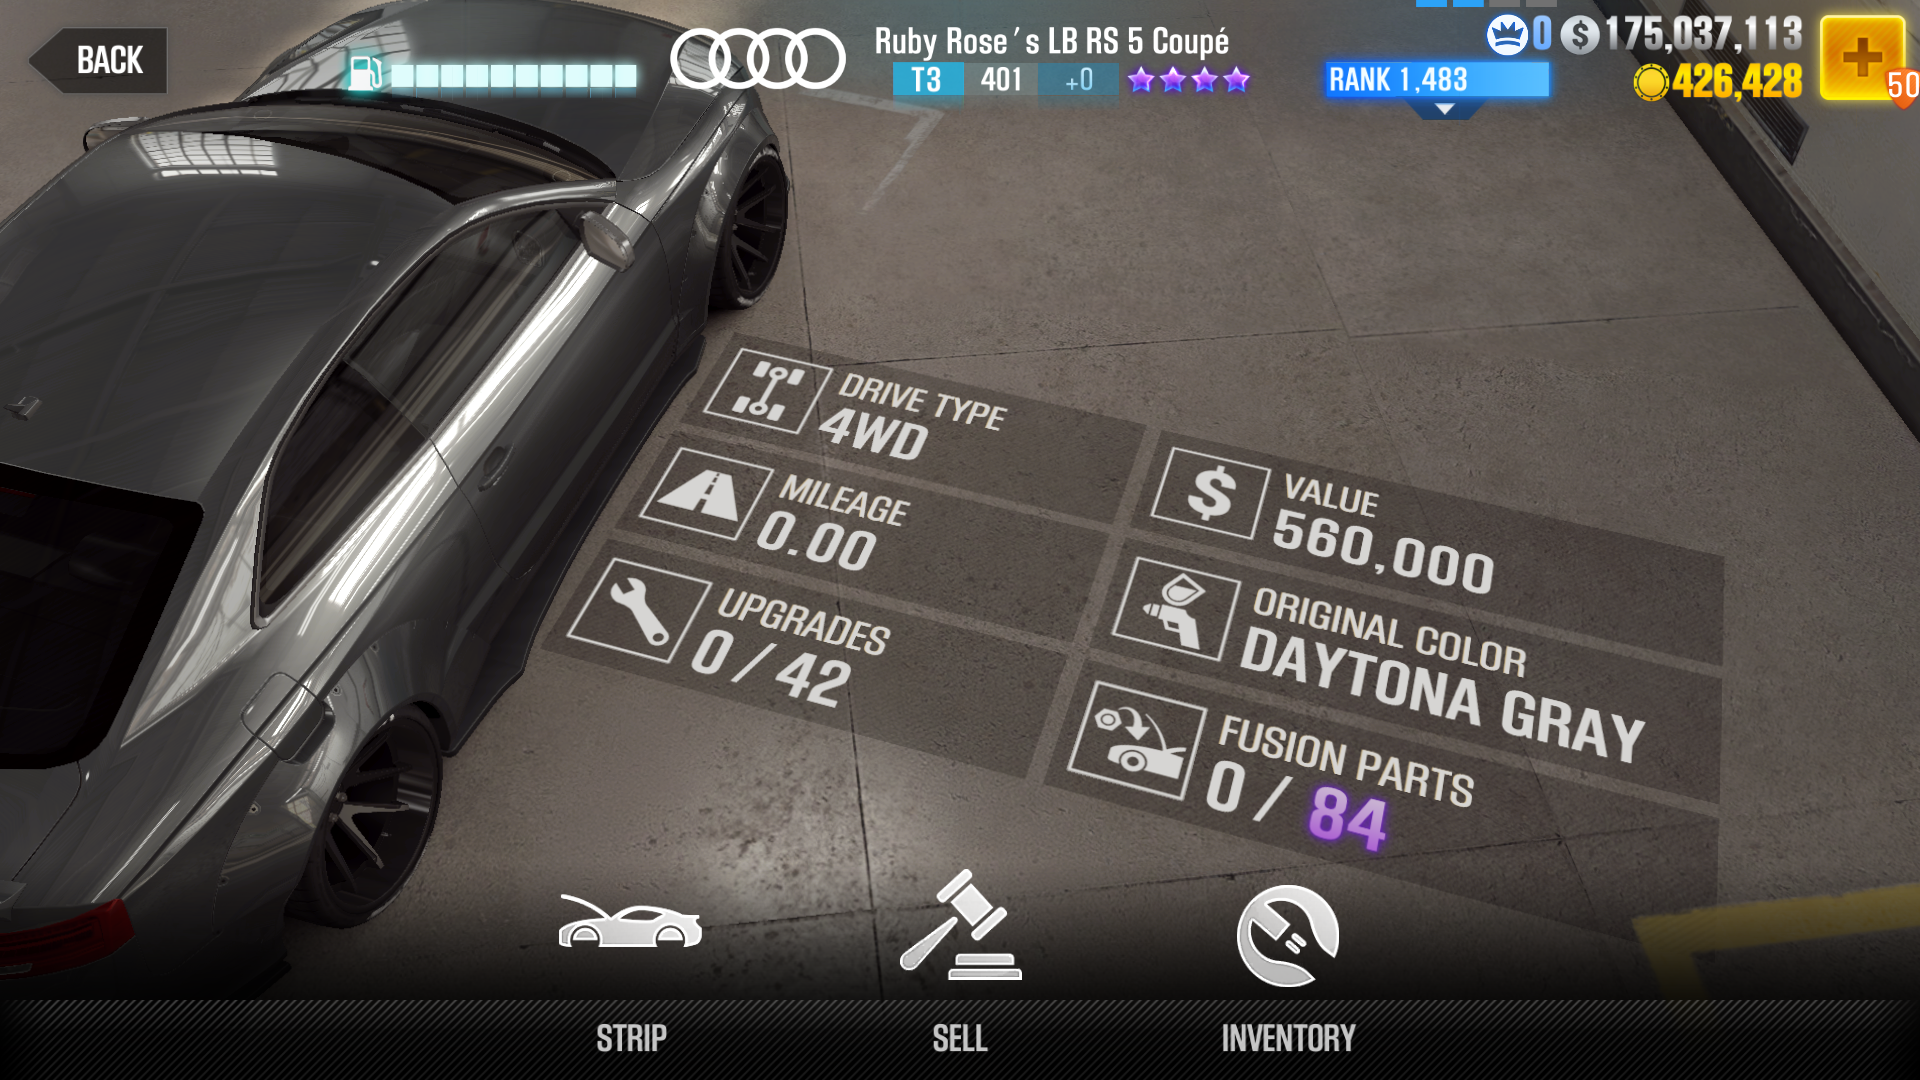 BACK
Ruby Rose's LB RS 5 Coupé
T3 401 +0
RANK 1,483
0 $ 175,037,113
426,428
50
DRIVE TYPE
4WD
MILEAGE
0.00
UPGRADES
0/42
$ VALUE
560,000
ORIGINAL COLOR
DAYTONA GRAY
FUSION PARTS
0/84
STRIP
SELL
INVENTORY